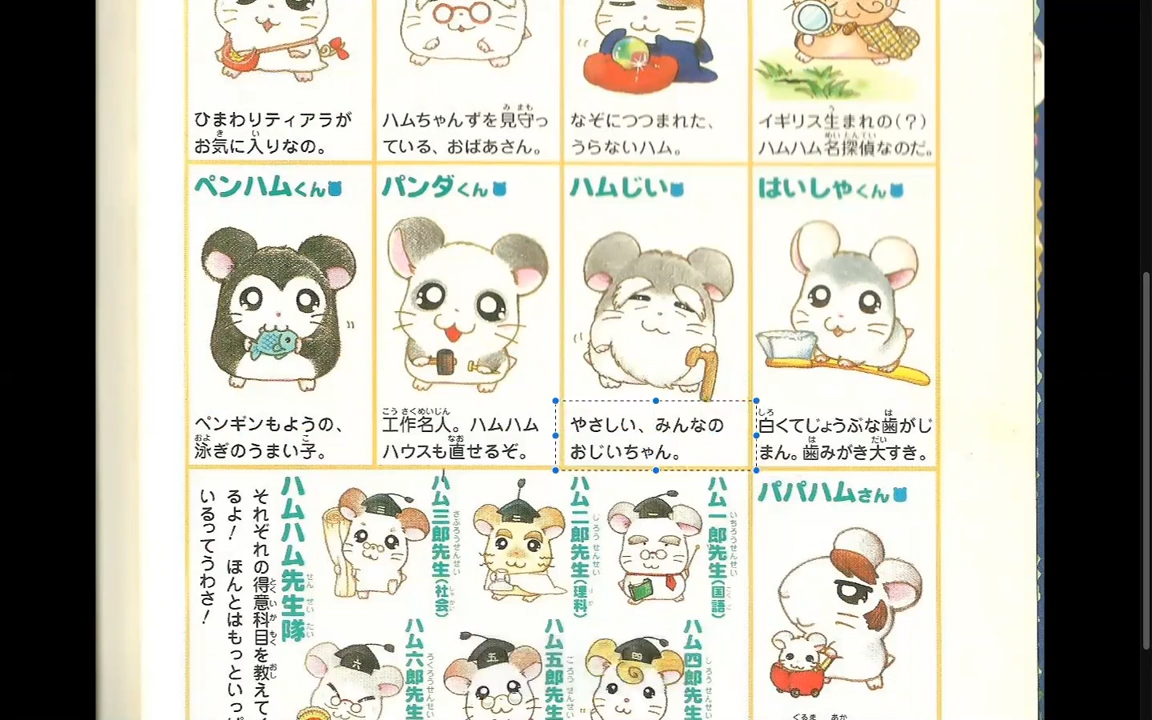 ひまわりティアラが
お気に入りなの。
ハムちゃんずを見守っ
ている、おばあさん。
なぞにつつまれた、
うらないハム。
イギリス生まれの(?)
ハムハム名探偵なのだ。
ペンハムくん
ペンギンもようの、
泳ぎのうまい子。
パンダくん
工作名人。ハムハム
ハウスも直せるぞ。
ハムじい
やさしい、みんなの
おじいちゃん。
はいしゃくん
白くてじょうぶな歯がじ
まん。歯みがき大すき。
ハムハム先生隊
それぞれの得意科目を教えてく
るよ! ほんとはもっといっぱ
いるってうわさ!
ハム一郎先生(国語)
ハム二郎先生(理科)
ハム三郎先生(社会)
ハム四郎先生
ハム五郎先生
ハム六郎先生
四
五
六
パパハムさん